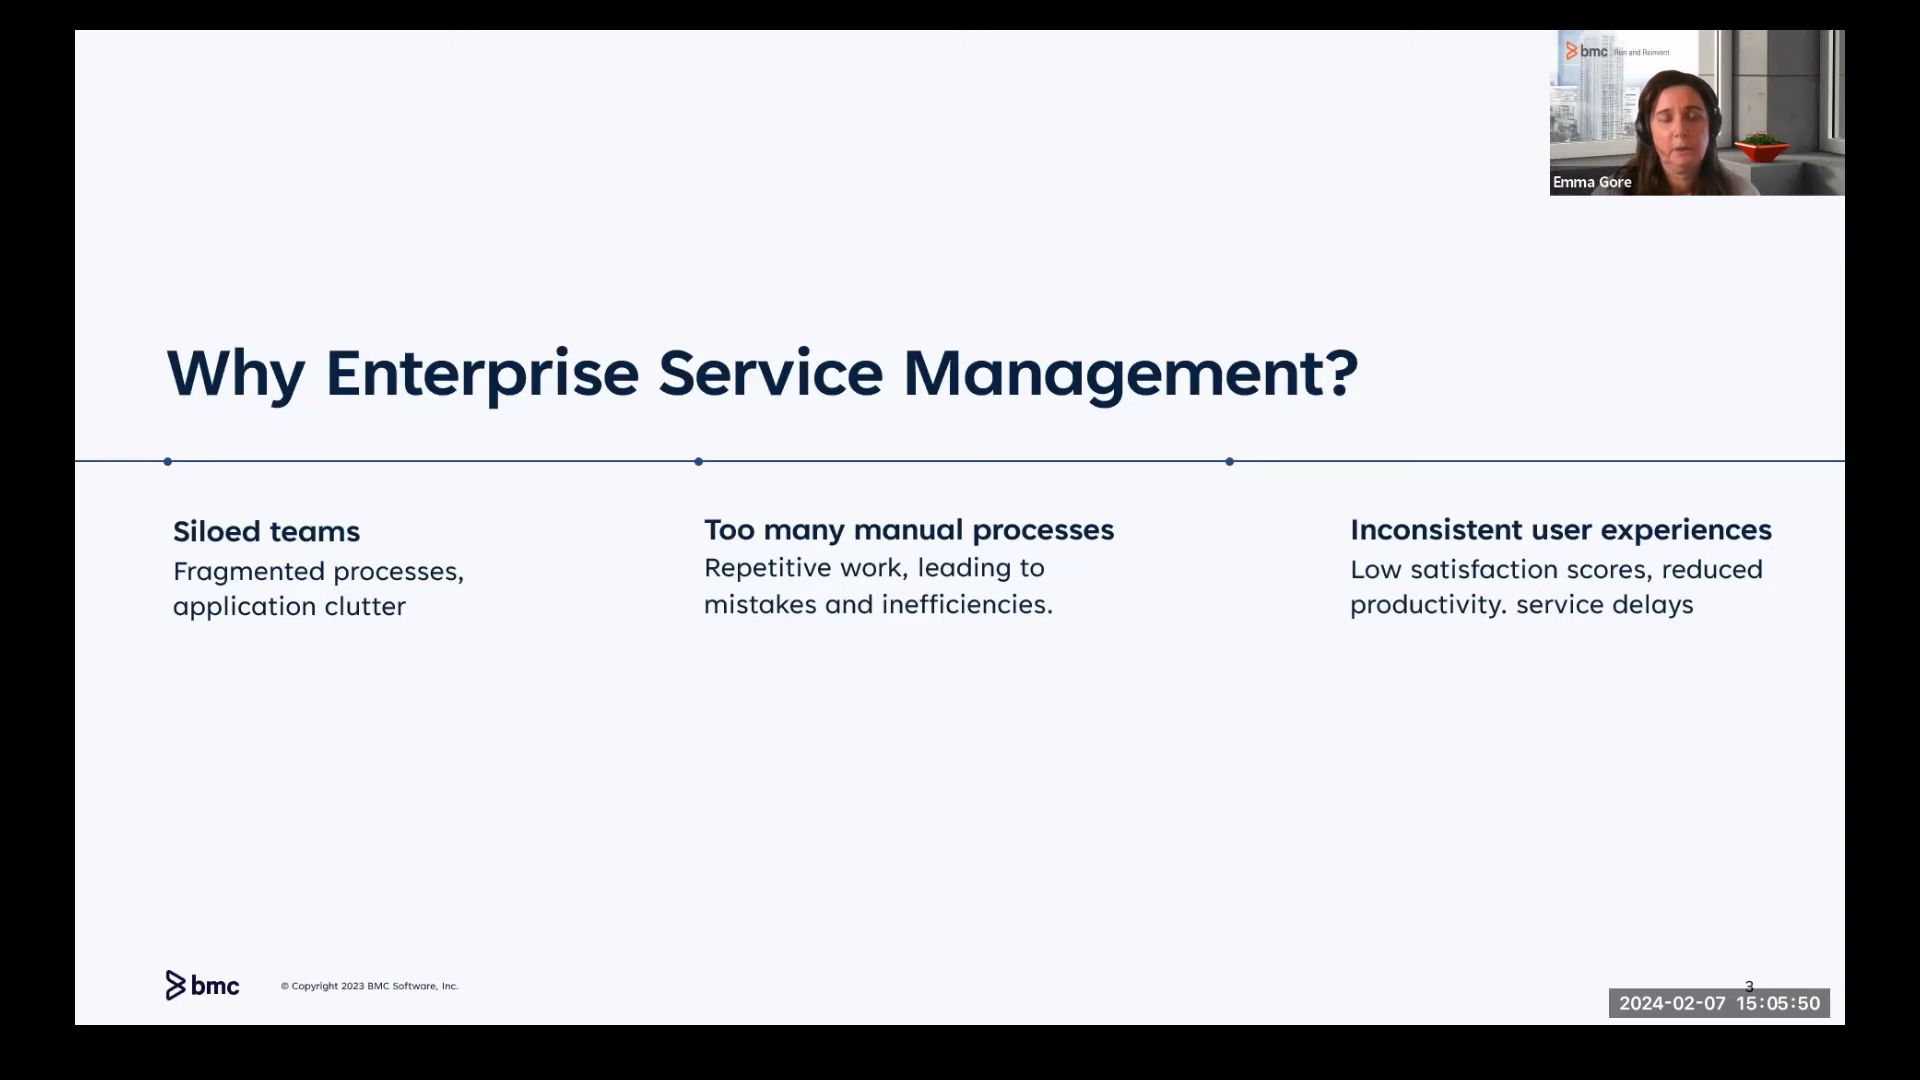 bmc Run and Reinvent
Emma Gore
Why Enterprise Service Management?
Siloed teams
Fragmented processes,
application clutter
Too many manual processes
Repetitive work, leading to
mistakes and inefficiencies.
Inconsistent user experiences
Low satisfaction scores, reduced
productivity. service delays
bmc
© Copyright 2023 BMC Software, Inc.
3
2024-02-07 15:05:50